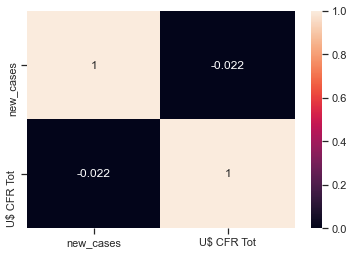 1.0
new_cases
1
-0.022
0.8
0.6
0.4
U$ CFR Tot
-0.022
1
0.2
0.0
new_cases
U$ CFR Tot